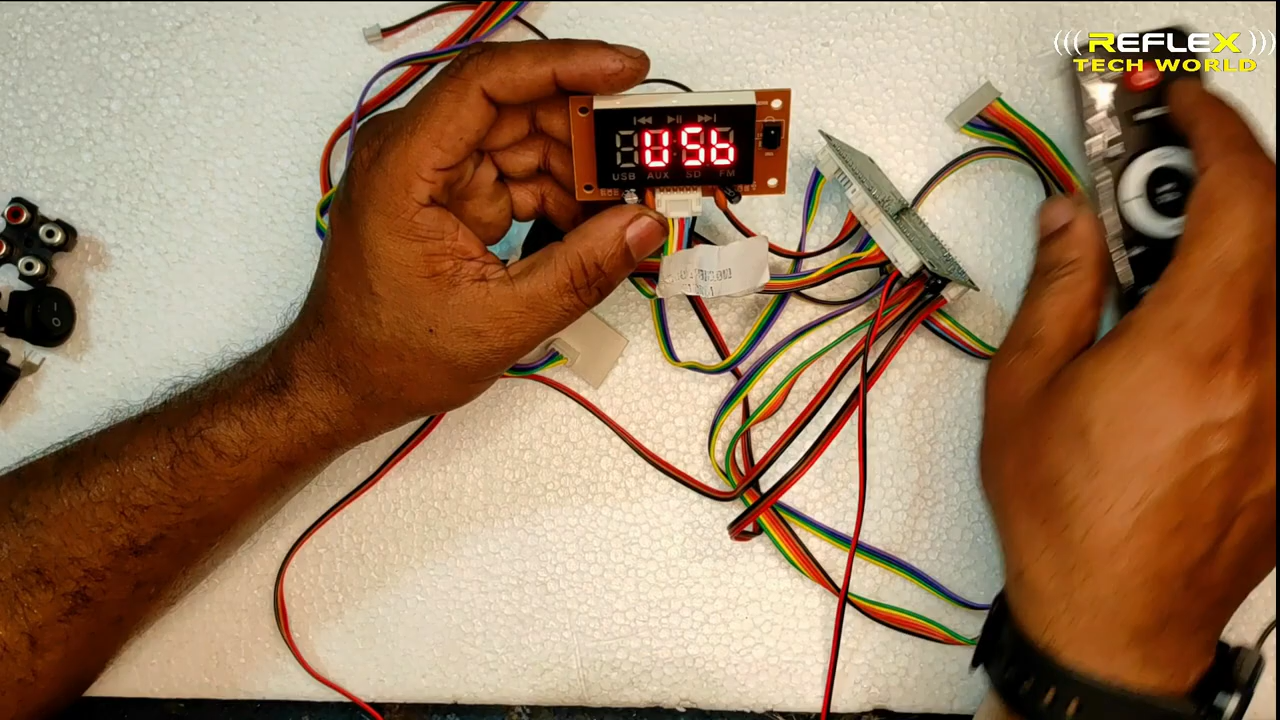 ((( REFLEX )))
TECH WORLD
USb
USB AUX SD FM